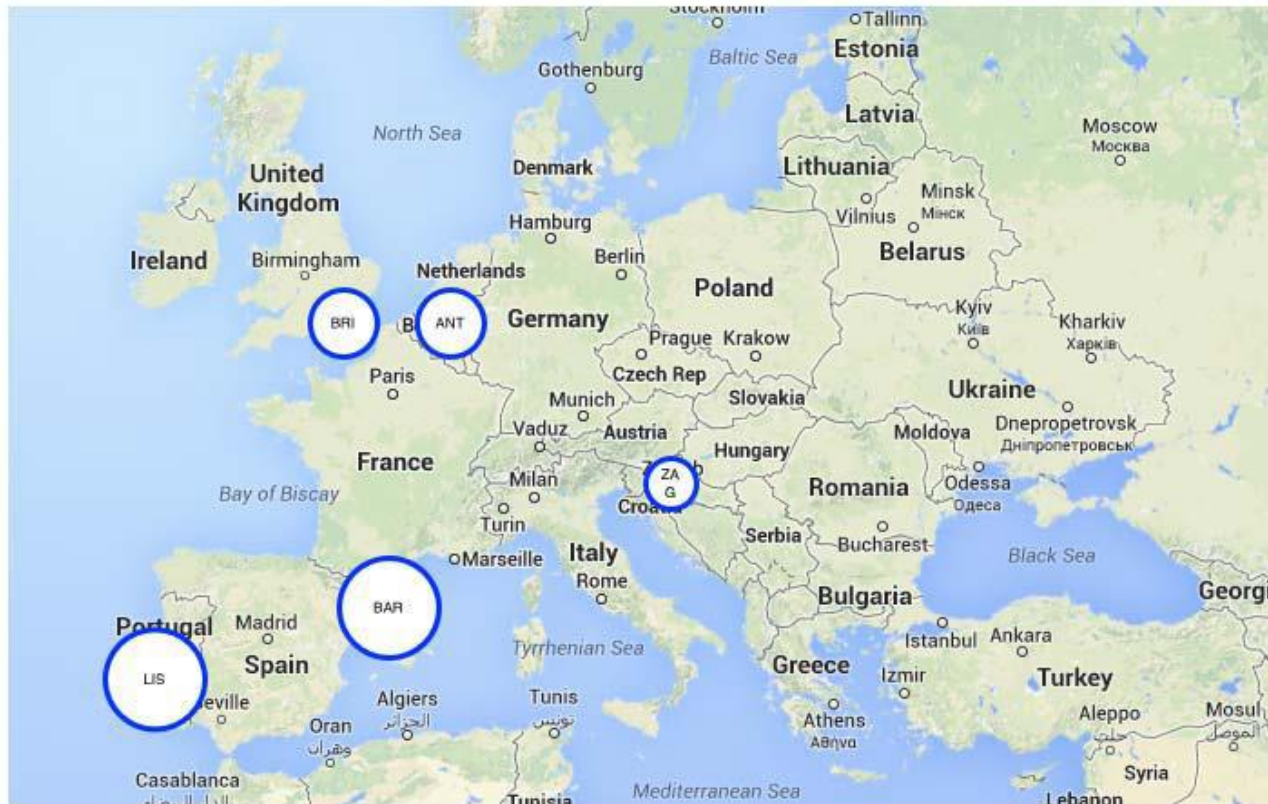 Stockholm
Tallinn
Estonia
Baltic Sea
Gothenburg
Latvia
Moscow
Москва
North Sea
Denmark
Lithuania
United
Kingdom
Minsk
Мінск
Vilnius
Hamburg
Belarus
Ireland
Birmingham
Berlin
Netherlands
Poland
BRI
B
ANT
Germany
Kyiv
Київ
Kharkiv
Харків
Prague
Krakow
Paris
Czech Rep
Ukraine
Slovakia
Munich
Dnepropetrovsk
Дніпропетровськ
Vaduz
Austria
Moldova
Hungary
France
ZA
G
Milan
Odessa
Одеса
Bay of Biscay
Romania
Croatia
Turin
Serbia
Bucharest
Marseille
Italy
Black Sea
Rome
Georgi
Bulgaria
BAR
Portugal
Madrid
Istanbul
Ankara
Tyrrhenian Sea
Spain
Greece
Izmir
Turkey
LIS
eville
Algiers
الجزائر
Tunis
تونس
Oran
وهران
Athens
Αθήνα
Aleppo
حلب
Mosul
الموصل
Casablanca
Syria
Mediterranean Sea
Tunisia
Lebanon